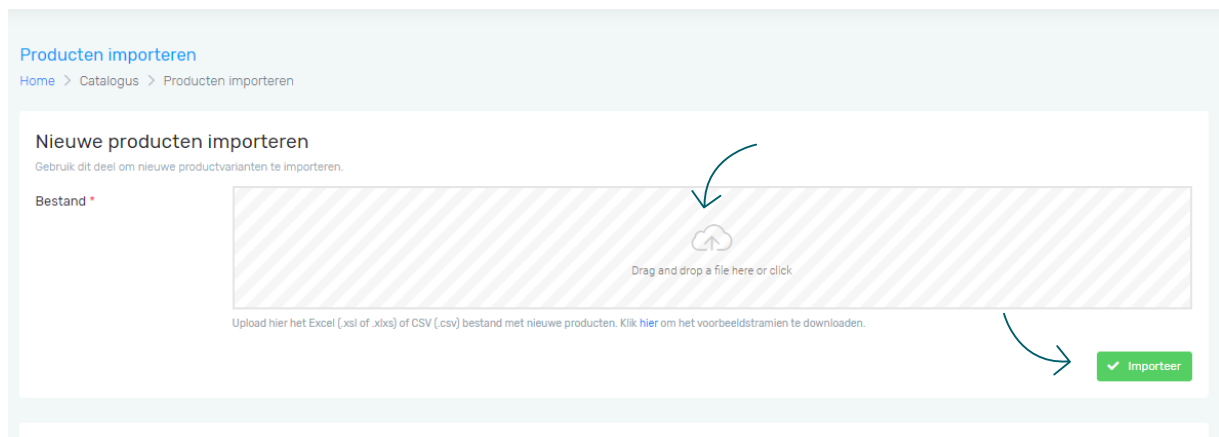 Producten importeren
Home > Catalogus > Producten importeren
Nieuwe producten importeren
Gebruik dit deel om nieuwe productvarianten te importeren.
Bestand *
Drag and drop a file here or click
Upload hier het Excel (.xsl of .xlxs) of CSV (.csv) bestand met nieuwe producten. Klik hier om het voorbeeldstramien te downloaden.
Importeer